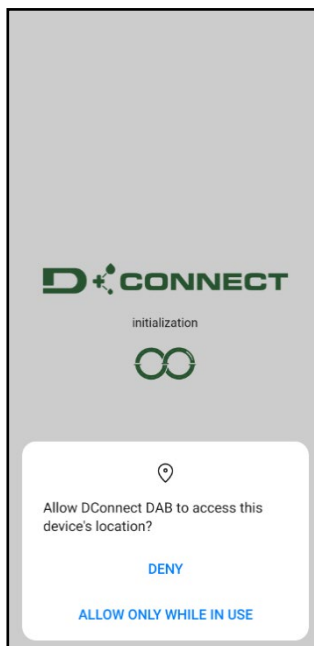 D CONNECT
initialization
Allow DConnect DAB to access this
device's location?
DENY
ALLOW ONLY WHILE IN USE